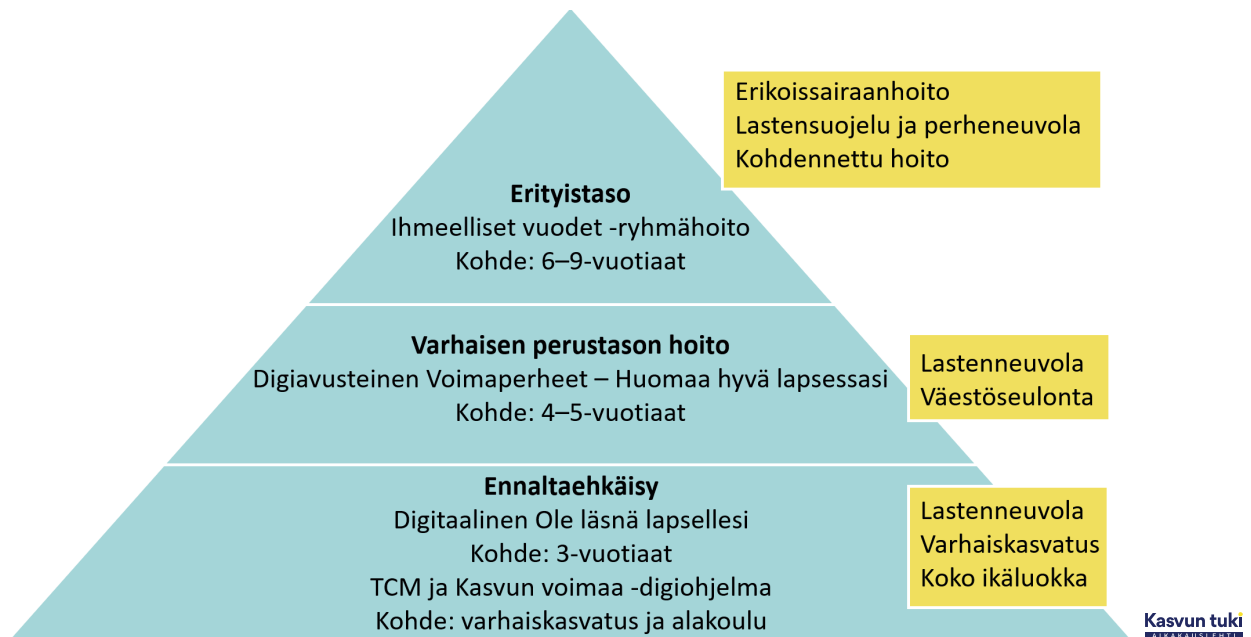 Erikoissairaanhoito
Lastensuojelu ja perheneuvola
Kohdennettu hoito
Erityistaso
Ihmeelliset vuodet -ryhmähoito
Kohde: 6–9-vuotiaat
Varhaisen perustason hoito
Digiavusteinen Voimaperheet – Huomaa hyvä lapsessasi
Kohde: 4–5-vuotiaat
Lastenneuvola
Väestöseulonta
Ennaltaehkäisy
Digitaalinen Ole läsnä lapsellesi
Kohde: 3-vuotiaat
TCM ja Kasvun voimaa -digiohjelma
Kohde: varhaiskasvatus ja alakoulu
Lastenneuvola
Varhaiskasvatus
Koko ikäluokka
Kasvun tuki
AIKAKAUSLEHTI